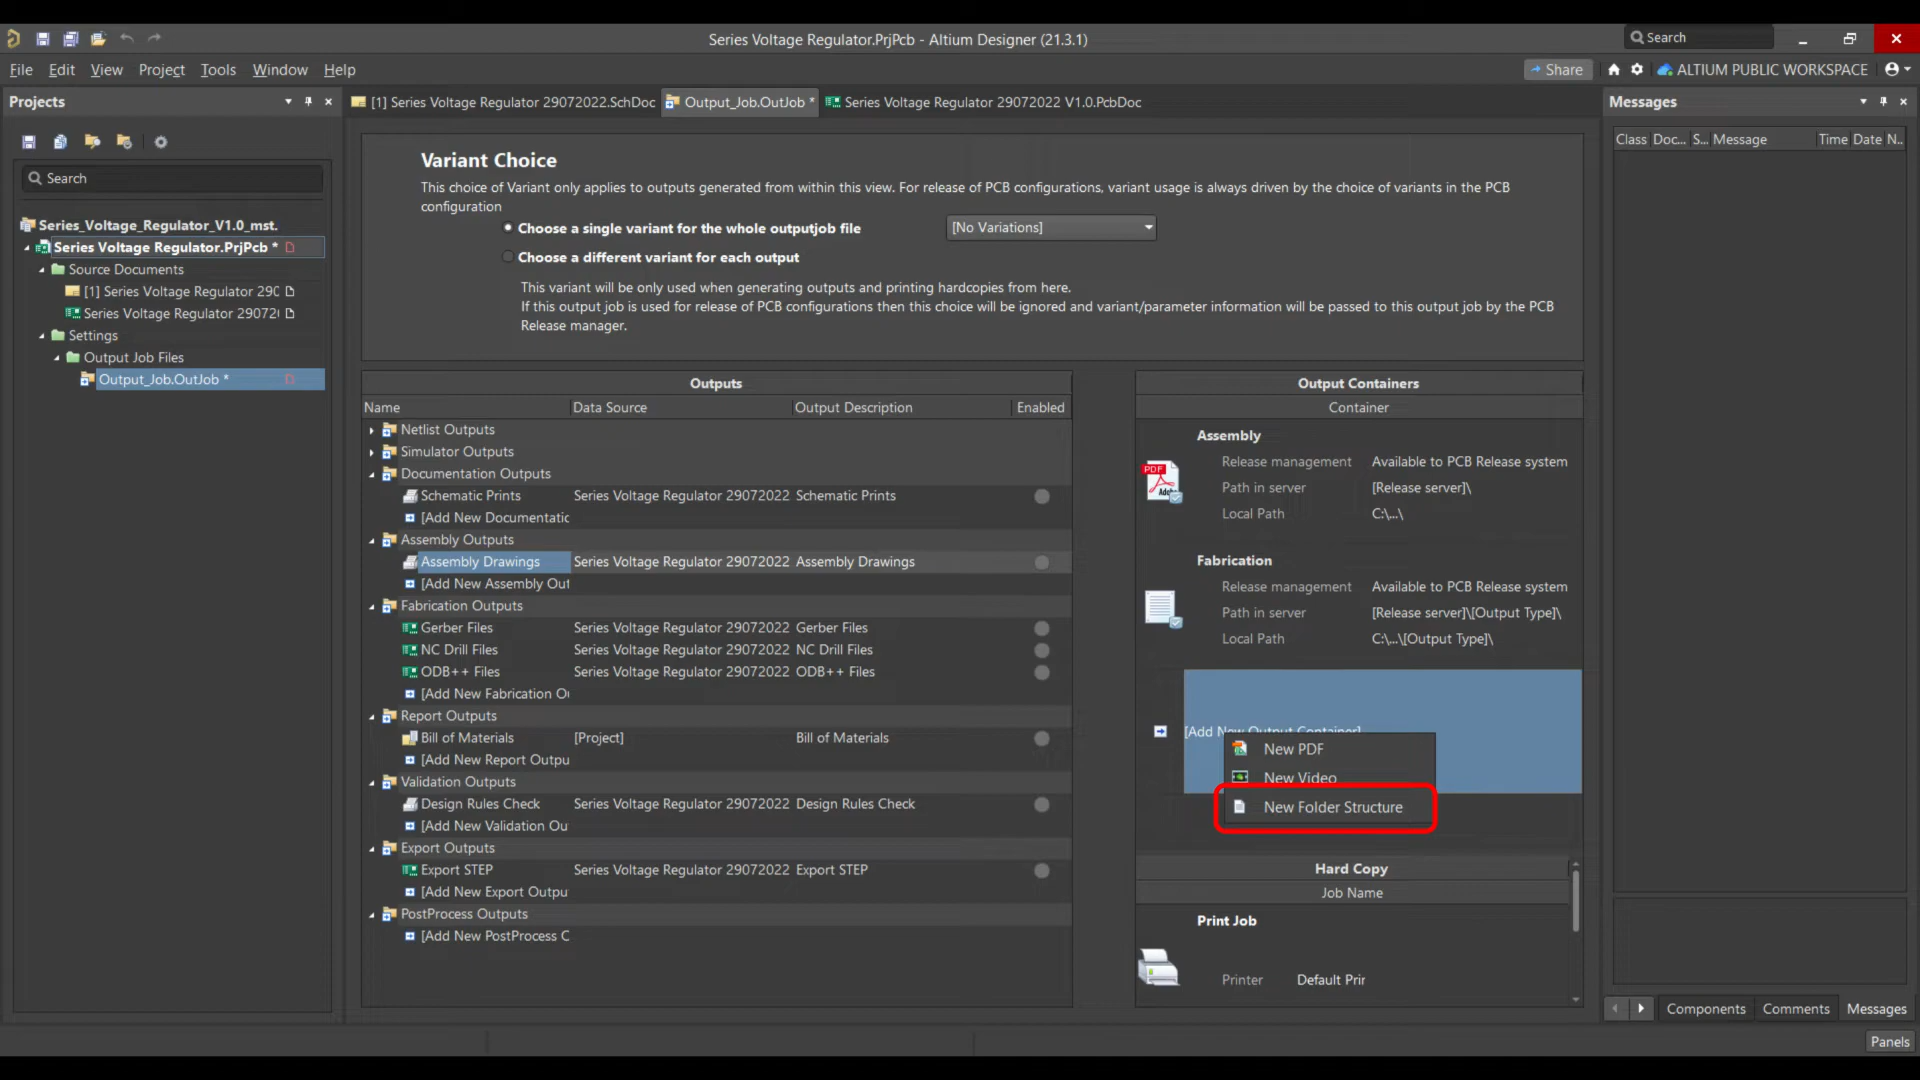 Series Voltage Regulator.PrjPcb - Altium Designer (21.3.1)
Search
File Edit View Project Tools Window Help
Share
ALTIUM PUBLIC WORKSPACE
Projects
[1] Series Voltage Regulator 29072022.SchDoc
Output_Job.OutJob *
Series Voltage Regulator 29072022 V1.0.PcbDoc
Messages
Search
Series_Voltage_Regulator_V1.0_mst.
Series Voltage Regulator.PrjPcb *
Source Documents
[1] Series Voltage Regulator 29(
Series Voltage Regulator 29072(
Settings
Output Job Files
Output_Job.OutJob *
Variant Choice
This choice of Variant only applies to outputs generated from within this view. For release of PCB configurations, variant usage is always driven by the choice of variants in the PCB
configuration
Choose a single variant for the whole outputjob file
[No Variations]
Choose a different variant for each output
This variant will be only used when generating outputs and printing hardcopies from here.
If this output job is used for release of PCB configurations then this choice will be ignored and variant/parameter information will be passed to this output job by the PCB
Release manager.
Outputs
Name Data Source Output Description Enabled
Netlist Outputs
Simulator Outputs
Documentation Outputs
Schematic Prints Series Voltage Regulator 29072022 Schematic Prints
[Add New Documentatic
Assembly Outputs
Assembly Drawings Series Voltage Regulator 29072022 Assembly Drawings
[Add New Assembly Out
Fabrication Outputs
Gerber Files Series Voltage Regulator 29072022 Gerber Files
NC Drill Files Series Voltage Regulator 29072022 NC Drill Files
ODB++ Files Series Voltage Regulator 29072022 ODB++ Files
[Add New Fabrication Ou
Report Outputs
Bill of Materials [Project] Bill of Materials
[Add New Report Outpu
Validation Outputs
Design Rules Check Series Voltage Regulator 29072022 Design Rules Check
[Add New Validation Ou
Export Outputs
Export STEP Series Voltage Regulator 29072022 Export STEP
[Add New Export Outpu
PostProcess Outputs
[Add New PostProcess C
Output Containers
Container
Assembly
PDF
Adobe
Release management Available to PCB Release system
Path in server [Release server]\
Local Path C:\...\
Fabrication
Release management Available to PCB Release system
Path in server [Release server]\[Output Type]\
Local Path C:\...\[Output Type]\
[Add New Output Container]
New PDF
New Video
New Folder Structure
Hard Copy
Job Name
Print Job
Printer Default Prir
Class Doc... S... Message Time Date N..
Components Comments Messages
Panels